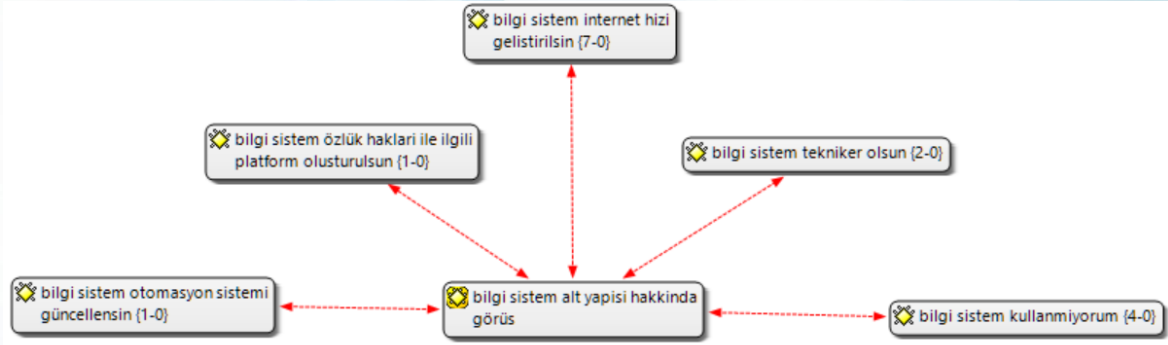 bilgi sistem internet hizi
gelistirilsin {7-0}
bilgi sistem özlük haklari ile ilgili
platform olusturulsun {1-0}
bilgi sistem tekniker olsun {2-0}
bilgi sistem otomasyon sistemi
güncellensin {1-0}
bilgi sistem alt yapisi hakkinda
görüs
bilgi sistem kullanmiyorum {4-0}